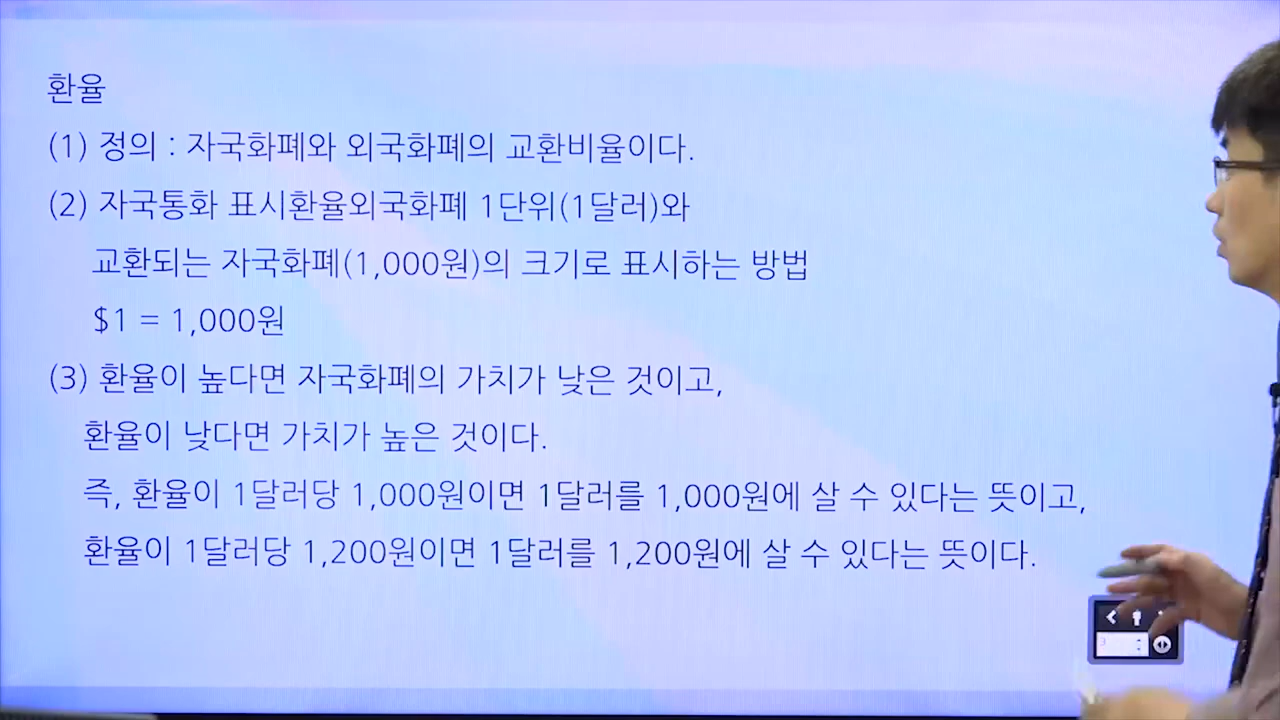 환율
(1) 정의 : 자국화폐와 외국화폐의 교환비율이다.
(2) 자국통화 표시환율외국화폐 1단위(1달러)와
교환되는 자국화폐(1,000원)의 크기로 표시하는 방법
$1 = 1,000원
(3) 환율이 높다면 자국화폐의 가치가 낮은 것이고,
환율이 낮다면 가치가 높은 것이다.
즉, 환율이 1달러당 1,000원이면 1달러를 1,000원에 살 수 있다는 뜻이고,
환율이 1달러당 1,200원이면 1달러를 1,200원에 살 수 있다는 뜻이다.
3